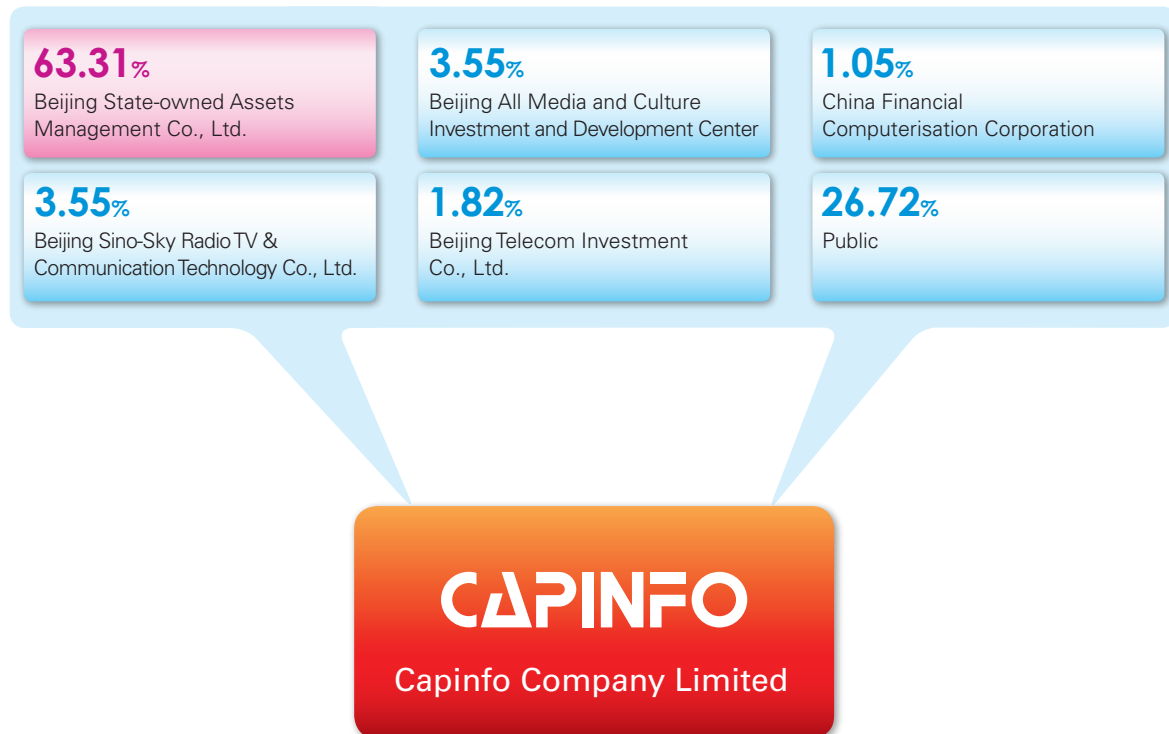 63.31%
Beijing State-owned Assets
Management Co., Ltd.
3.55%
Beijing All Media and Culture
Investment and Development Center
1.05%
China Financial
Computerisation Corporation
3.55%
Beijing Sino-Sky Radio TV &
Communication Technology Co., Ltd.
1.82%
Beijing Telecom Investment
Co., Ltd.
26.72%
Public
CAPINFO
Capinfo Company Limited